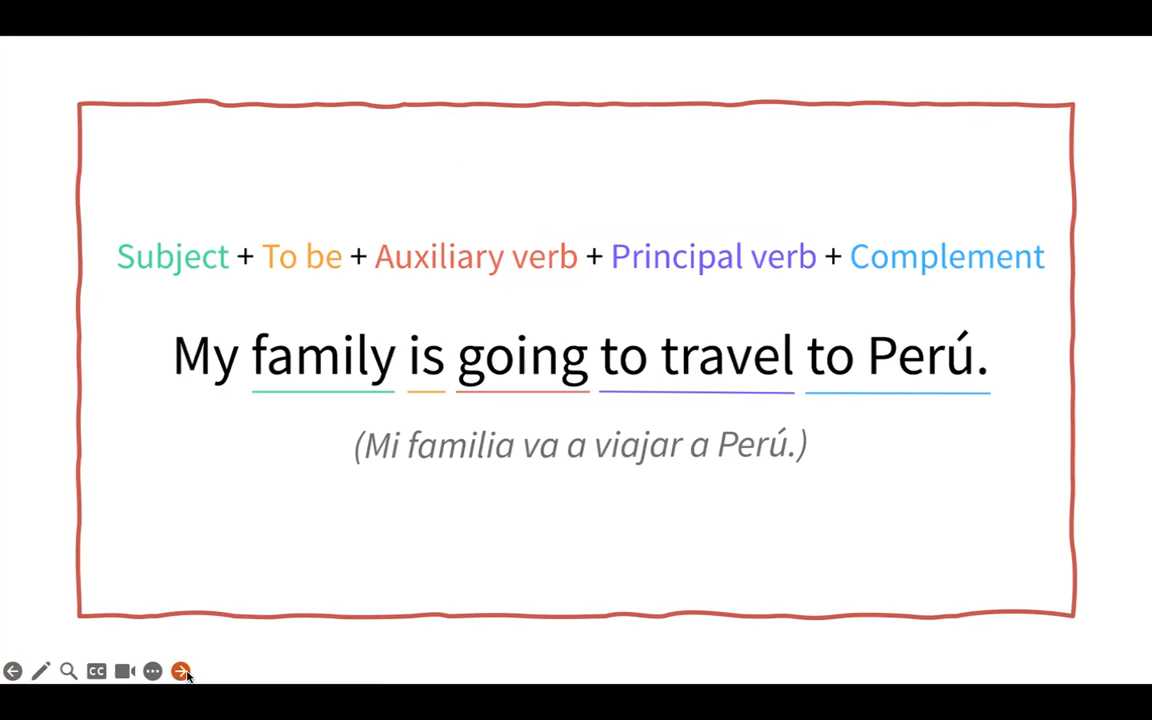 Subject + To be + Auxiliary verb + Principal verb + Complement
My family is going to travel to Perú.
(Mi familia va a viajar a Perú.)
CC